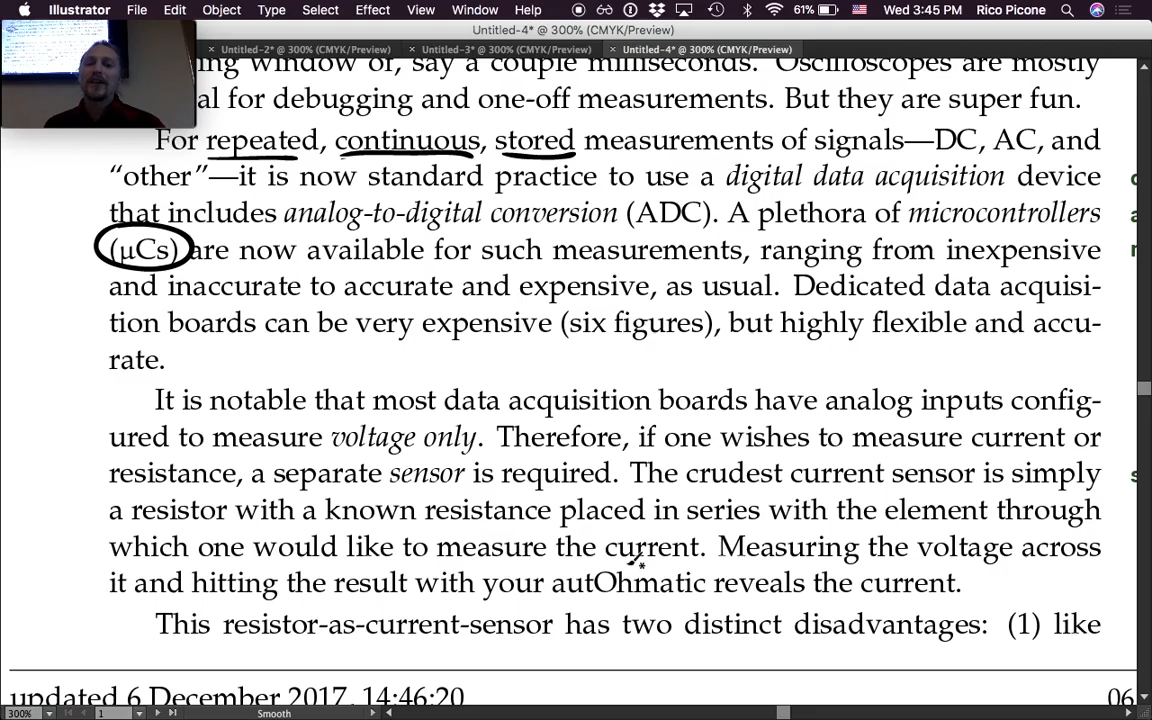 Illustrator File Edit Object Type Select Effect View Window Help 61% Wed 3:45 PM Rico Picone
Untitled-4* @ 300% (CMYK/Preview)
× Untitled-2* @ 300% (CMYK/Preview) × Untitled-3* @ 300% (CMYK/Preview) × Untitled-4* @ 300% (CMYK/Preview)
ing window of, say a couple milliseconds. Oscilloscopes are mostly
al for debugging and one-off measurements. But they are super fun.
For repeated, continuous, stored measurements of signals—DC, AC, and
“other”—it is now standard practice to use a digital data acquisition device
that includes analog-to-digital conversion (ADC). A plethora of microcontrollers
(μCs) are now available for such measurements, ranging from inexpensive
and inaccurate to accurate and expensive, as usual. Dedicated data acquisi-
tion boards can be very expensive (six figures), but highly flexible and accu-
rate.
It is notable that most data acquisition boards have analog inputs config-
ured to measure voltage only. Therefore, if one wishes to measure current or
resistance, a separate sensor is required. The crudest current sensor is simply
a resistor with a known resistance placed in series with the element through
which one would like to measure the current. Measuring the voltage across
it and hitting the result with your autOhmatic reveals the current.
This resistor-as-current-sensor has two distinct disadvantages: (1) like
updated 6 December 2017, 14:46:20 06
300% 1 Smooth